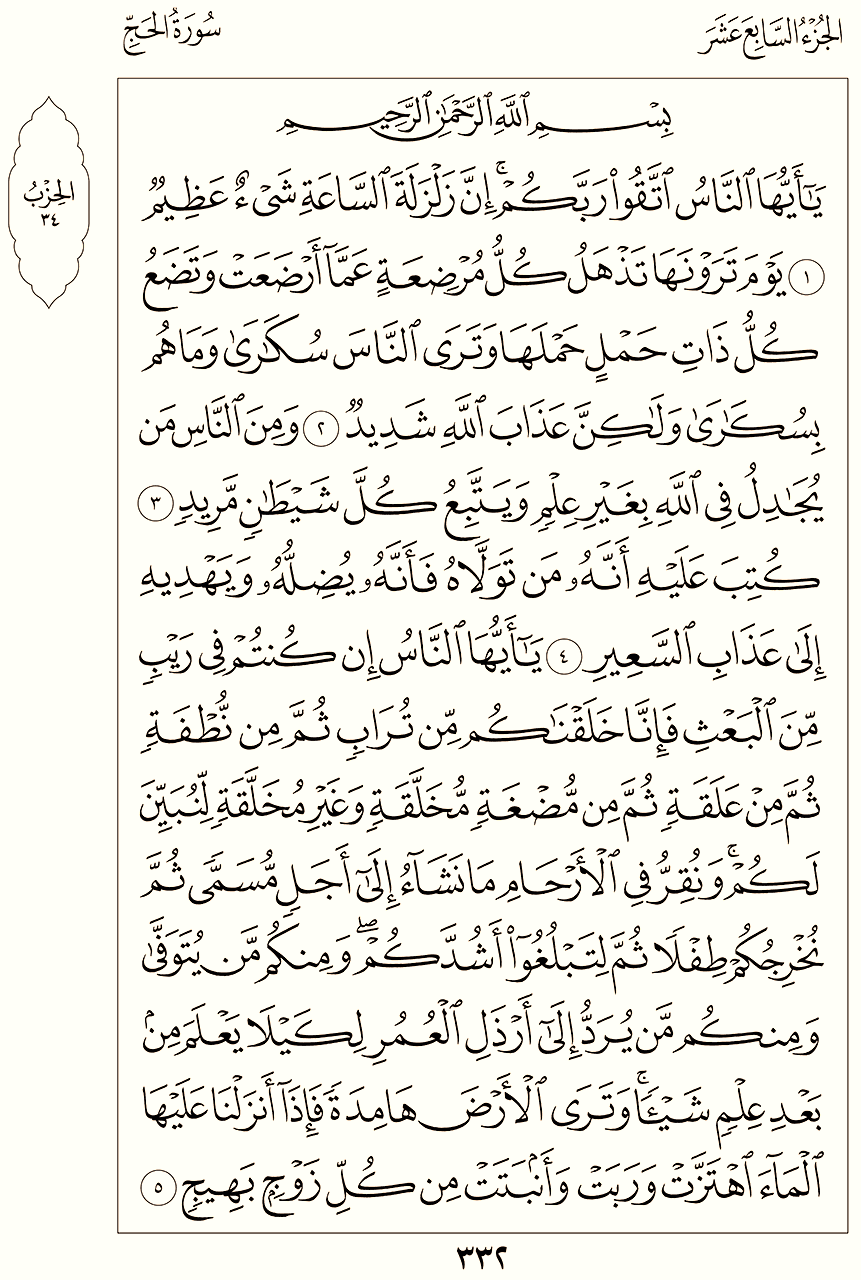 الجُزْءُ السَّابِعَ عَشَرَ
سُورَةُ الحَجِّ
الحِزْبُ
٣٤
بِسْمِ ٱللَّهِ ٱلرَّحْمَٰنِ ٱلرَّحِيمِ
يَٰٓأَيُّهَا ٱلنَّاسُ ٱتَّقُوا۟ رَبَّكُمْ ۚ إِنَّ زَلْزَلَةَ ٱلسَّاعَةِ شَىْءٌ عَظِيمٌ
١ يَوْمَ تَرَوْنَهَا تَذْهَلُ كُلُّ مُرْضِعَةٍ عَمَّآ أَرْضَعَتْ وَتَضَعُ
كُلُّ ذَاتِ حَمْلٍ حَمْلَهَا وَتَرَى ٱلنَّاسَ سُكَٰرَىٰ وَمَا هُم
بِسُكَٰرَىٰ وَلَٰكِنَّ عَذَابَ ٱللَّهِ شَدِيدٌ ٢ وَمِنَ ٱلنَّاسِ مَن
يُجَٰدِلُ فِى ٱللَّهِ بِغَيْرِ عِلْمٍ وَيَتَّبِعُ كُلَّ شَيْطَٰنٍ مَّرِيدٍ ٣
كُتِبَ عَلَيْهِ أَنَّهُۥ مَن تَوَلَّاهُ فَأَنَّهُۥ يُضِلُّهُۥ وَيَهْدِيهِ
إِلَىٰ عَذَابِ ٱلسَّعِيرِ ٤ يَٰٓأَيُّهَا ٱلنَّاسُ إِن كُنتُمْ فِى رَيْبٍ
مِّنَ ٱلْبَعْثِ فَإِنَّا خَلَقْنَٰكُم مِّن تُرَابٍ ثُمَّ مِن نُّطْفَةٍ
ثُمَّ مِنْ عَلَقَةٍ ثُمَّ مِن مُّضْغَةٍ مُّخَلَّقَةٍ وَغَيْرِ مُخَلَّقَةٍ لِّنُبَيِّنَ
لَكُمْ ۚ وَنُقِرُّ فِى ٱلْأَرْحَامِ مَا نَشَآءُ إِلَىٰٓ أَجَلٍ مُّسَمًّى ثُمَّ
نُخْرِجُكُمْ طِفْلًا ثُمَّ لِتَبْلُغُوٓا۟ أَشُدَّكُمْ ۖ وَمِنكُم مَّن يُتَوَفَّىٰ
وَمِنكُم مَّن يُرَدُّ إِلَىٰٓ أَرْذَلِ ٱلْعُمُرِ لِكَيْلَا يَعْلَمَ مِنۢ
بَعْدِ عِلْمٍ شَيْـًٔا ۚ وَتَرَى ٱلْأَرْضَ هَامِدَةً فَإِذَآ أَنزَلْنَا عَلَيْهَا
ٱلْمَآءَ ٱهْتَزَّتْ وَرَبَتْ وَأَنۢبَتَتْ مِن كُلِّ زَوْجٍۭ بَهِيجٍ ٥
٣٣٢